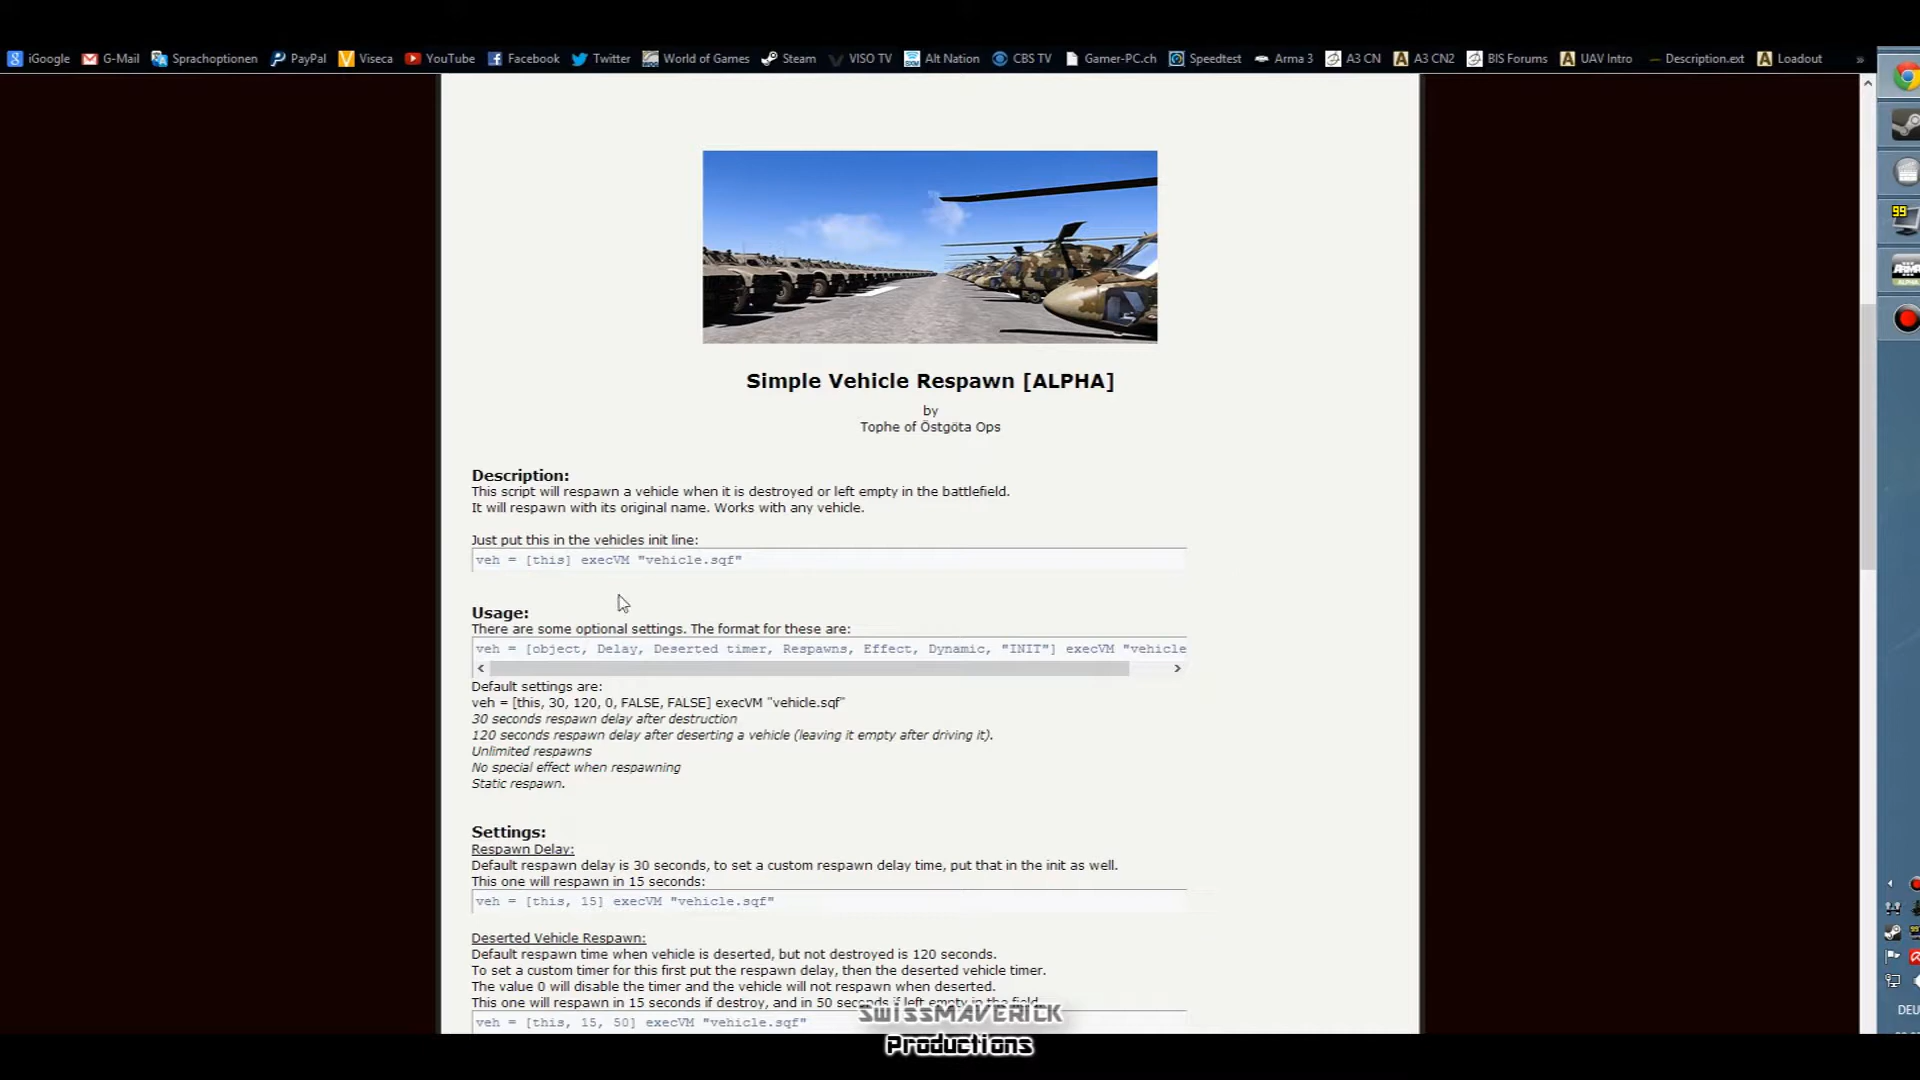 iGoogle G-Mail Sprachoptionen PayPal Viseca YouTube Facebook Twitter World of Games Steam VISO TV Alt Nation CBS TV Gamer-PC.ch Speedtest Arma 3 A3 CN A3 CN2 BIS Forums UAV Intro Description.ext Loadout »
99
Simple Vehicle Respawn [ALPHA]
by
Tophe of Östgöta Ops
Description:
This script will respawn a vehicle when it is destroyed or left empty in the battlefield.
It will respawn with its original name. Works with any vehicle.
Just put this in the vehicles init line:
veh = [this] execVM "vehicle.sqf"
Usage:
There are some optional settings. The format for these are:
veh = [object, Delay, Deserted timer, Respawns, Effect, Dynamic, "INIT"] execVM "vehicle
Default settings are:
veh = [this, 30, 120, 0, FALSE, FALSE] execVM "vehicle.sqf"
30 seconds respawn delay after destruction
120 seconds respawn delay after deserting a vehicle (leaving it empty after driving it).
Unlimited respawns
No special effect when respawning
Static respawn.
Settings:
Respawn Delay:
Default respawn delay is 30 seconds, to set a custom respawn delay time, put that in the init as well.
This one will respawn in 15 seconds:
veh = [this, 15] execVM "vehicle.sqf"
Deserted Vehicle Respawn:
Default respawn time when vehicle is deserted, but not destroyed is 120 seconds.
To set a custom timer for this first put the respawn delay, then the deserted vehicle timer.
The value 0 will disable the timer and the vehicle will not respawn when deserted.
This one will respawn in 15 seconds if destroy, and in 50 seconds if left empty in the field.
veh = [this, 15, 50] execVM "vehicle.sqf"
SwissMAVERICK
Productions
DEU